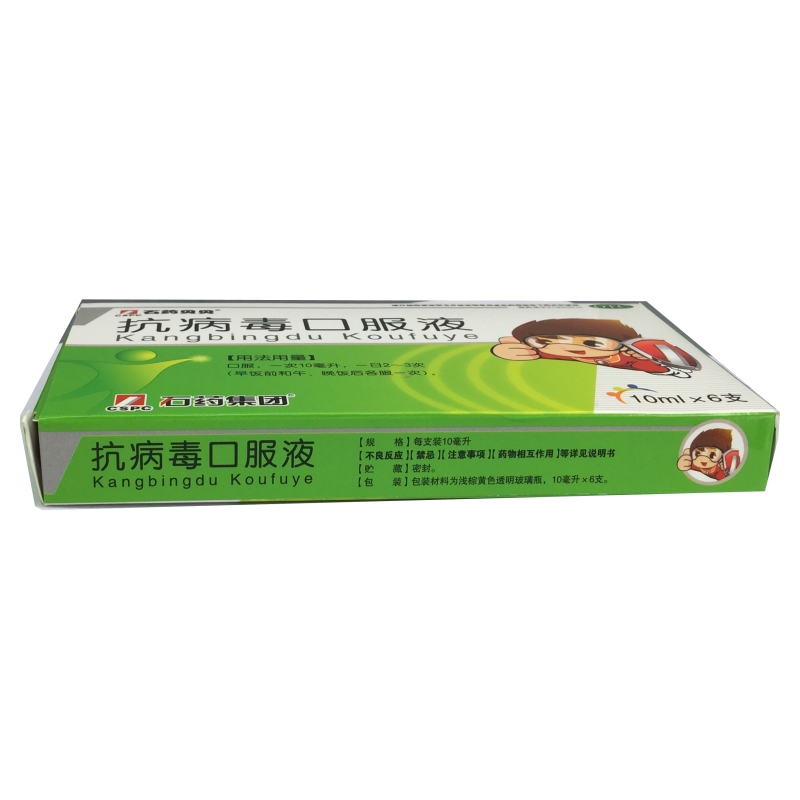 CSPC 石药贝贝®
抗病毒口服液
Kangbingdu Koufuye
【用法用量】
口服,一次10毫升,一日2~3次
(早饭前和午、晚饭后各服一次)。
CSPC 石药集团®
10ml×6支
抗病毒口服液
Kangbingdu Koufuye
【规 格】每支装10毫升
【不良反应】【禁忌】【注意事项】【药物相互作用】等详见说明书
【贮 藏】密封。
【包 装】包装材料为浅棕黄色透明玻璃瓶,10毫升×6支。